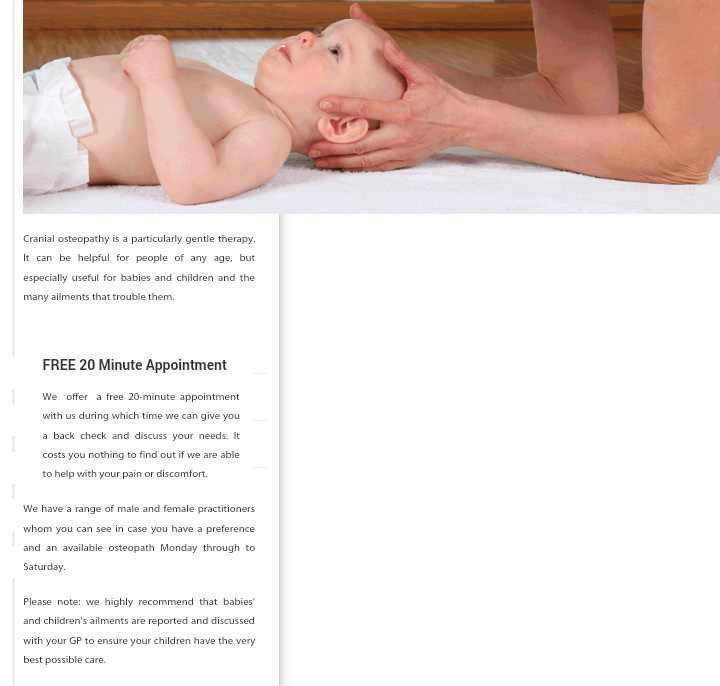 Cranial osteopathy is a particularly gentle therapy.
It can be helpful for people of any age, but
especially useful for babies and children and the
many ailments that trouble them.
FREE 20 Minute Appointment
We offer a free 20-minute appointment
with us during which time we can give you
a back check and discuss your needs. It
costs you nothing to find out if we are able
to help with your pain or discomfort.
We have a range of male and female practitioners
whom you can see in case you have a preference
and an available osteopath Monday through to
Saturday.
Please note: we highly recommend that babies’
and children’s ailments are reported and discussed
with your GP to ensure your children have the very
best possible care.